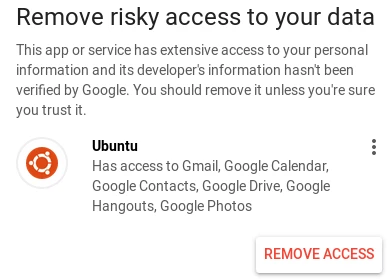 Remove risky access to your data
This app or service has extensive access to your personal
information and its developer's information hasn't been
verified by Google. You should remove it unless you're sure
you trust it.
Ubuntu
Has access to Gmail, Google Calendar,
Google Contacts, Google Drive, Google
Hangouts, Google Photos
REMOVE ACCESS